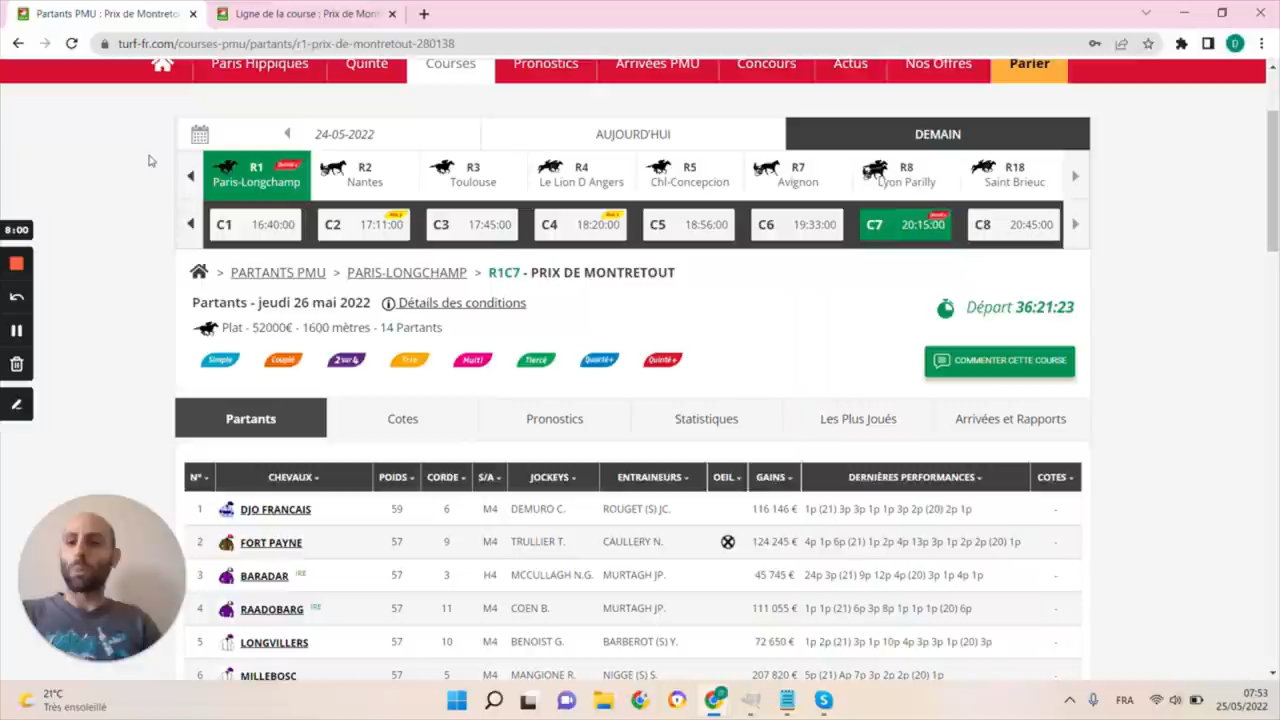 Partants PMU : Prix de Montreto
Ligne de la course : Prix de Mont
turf-fr.com/courses-pmu/partants/r1-prix-de-montretout-280138
D
Paris Hippiques
Quinté
Courses
Pronostics
Arrivées PMU
Concours
Actus
Nos Offres
Parier
24-05-2022
AUJOURD'HUI
DEMAIN
R1
Paris-Longchamp
R2
Nantes
R3
Toulouse
R4
Le Lion D Angers
R5
Chl-Concepcion
R7
Avignon
R8
Lyon Parilly
R18
Saint Brieuc
C1 16:40:00
C2 17:11:00
C3 17:45:00
C4 18:20:00
C5 18:56:00
C6 19:33:00
C7 20:15:00
C8 20:45:00
8:00
> PARTANTS PMU > PARIS-LONGCHAMP > R1C7 - PRIX DE MONTRETOUT
Partants - jeudi 26 mai 2022 Détails des conditions
Départ 36:21:23
Plat - 52000€ - 1600 mètres - 14 Partants
Simple
Couplé
2 sur 4
Trio
Multi
Tiercé
Quarté+
Quinté+
COMMENTER CETTE COURSE
Partants
Cotes
Pronostics
Statistiques
Les Plus Joués
Arrivées et Rapports
N° CHEVAUX POIDS CORDE S/A JOCKEYS ENTRAINEURS OEIL GAINS DERNIÈRES PERFORMANCES COTES
1 DJO FRANCAIS 59 6 M4 DEMURO C. ROUGET (S) JC. 116 146 € 1p (21) 3p 3p 1p 1p 3p 2p (20) 2p 1p -
2 FORT PAYNE 57 9 M4 TRULLIER T. CAULLERY N. 124 245 € 4p 1p 6p (21) 1p 2p 4p 13p 3p 1p 2p 2p (20) 1p -
3 BARADAR IRE 57 3 H4 MCCULLAGH N.G. MURTAGH JP. 45 745 € 24p 3p (21) 9p 12p 4p (20) 3p 1p 4p 1p -
4 RAADOBARG IRE 57 11 M4 COEN B. MURTAGH JP. 111 055 € 1p 1p (21) 6p 3p 8p 1p 1p 1p (20) 6p -
5 LONGVILLERS 57 10 M4 BENOIST G. BARBEROT (S) Y. 72 650 € 1p 2p (21) 3p 1p 10p 4p 3p 3p 1p (20) 3p -
6 MILLEBOSC 57 5 M4 MANGIONE R. NIGGE (S) S. 207 820 € 5p (21) Ap 7p 3p 2p 2p (20) 1p -
21°C
Très ensoleillé
FRA
07:53
25/05/2022